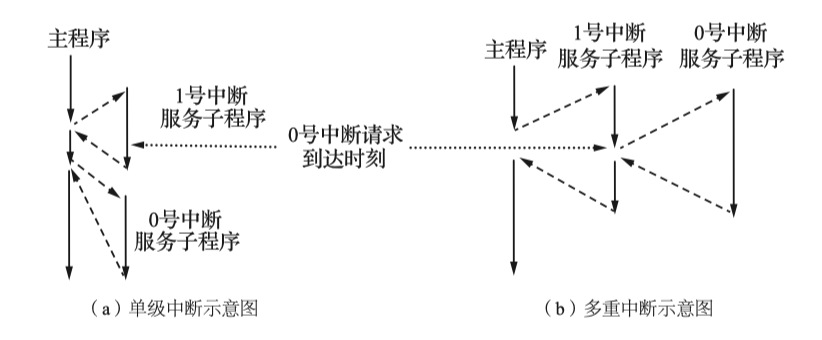 主程序
1号中断
服务子程序
0号中断请求
到达时刻
0号中断
服务子程序
(a)单级中断示意图
主程序
1号中断
服务子程序
0号中断
服务子程序
(b)多重中断示意图